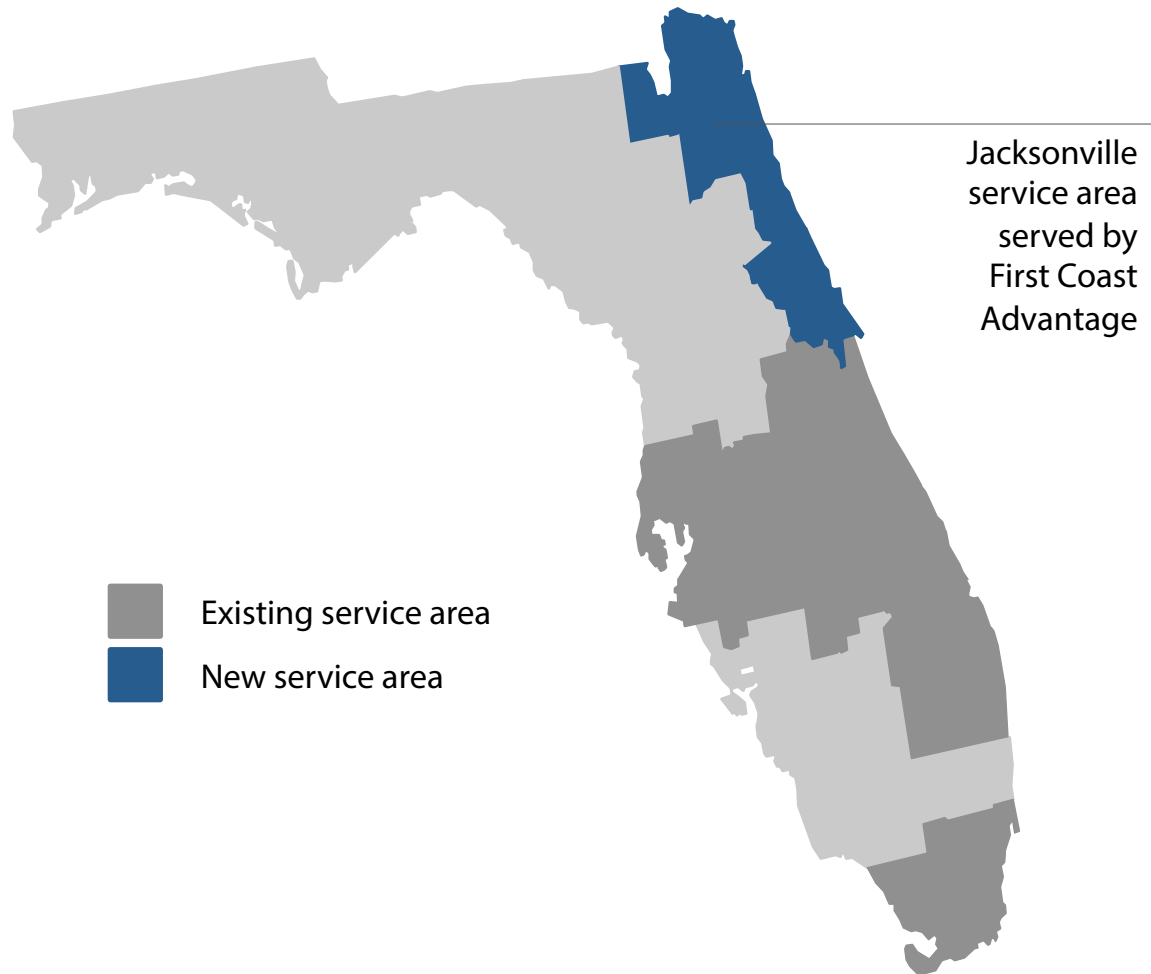 Jacksonville
service area
served by
First Coast
Advantage
Existing service area
New service area